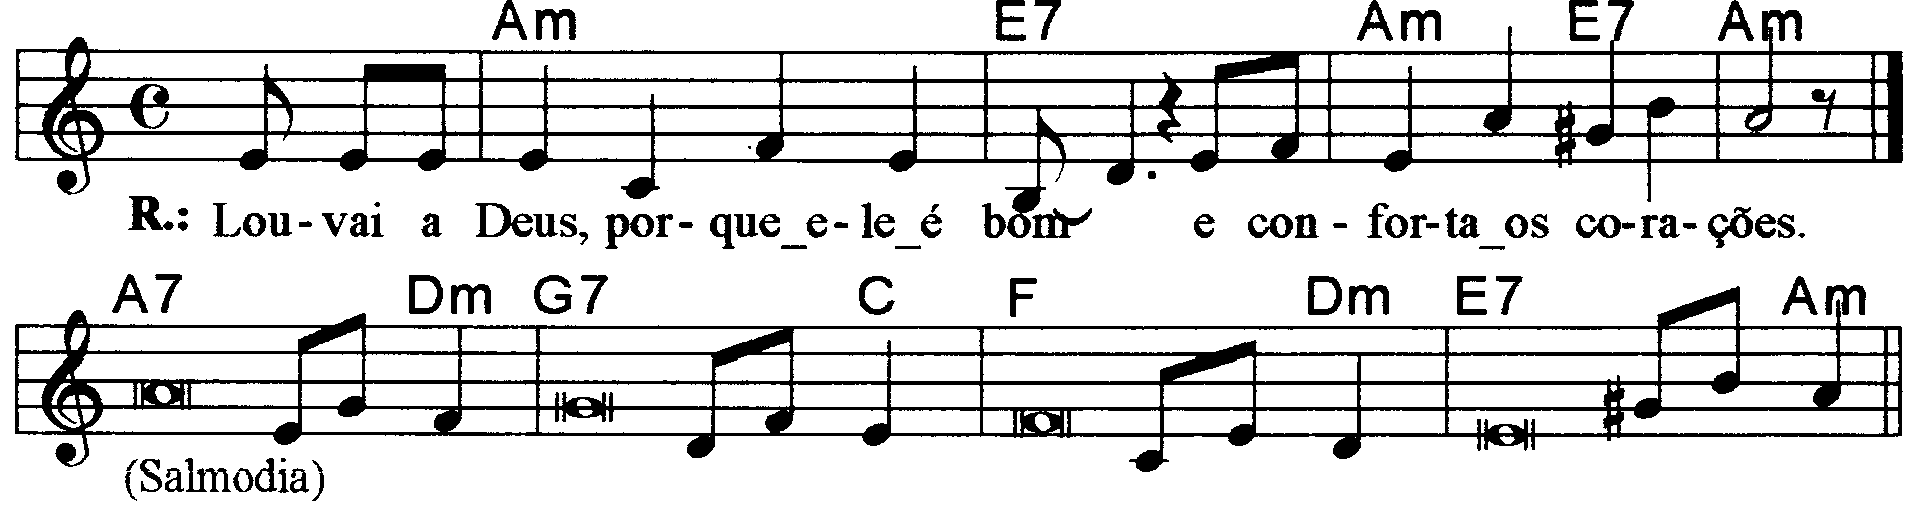 Am E7 Am E7 Am
R.: Lou-vai a Deus, por-que_e-le_é bom e con-for-ta_os co-ra-ções.
A7 Dm G7 C F Dm E7 Am
(Salmodia)